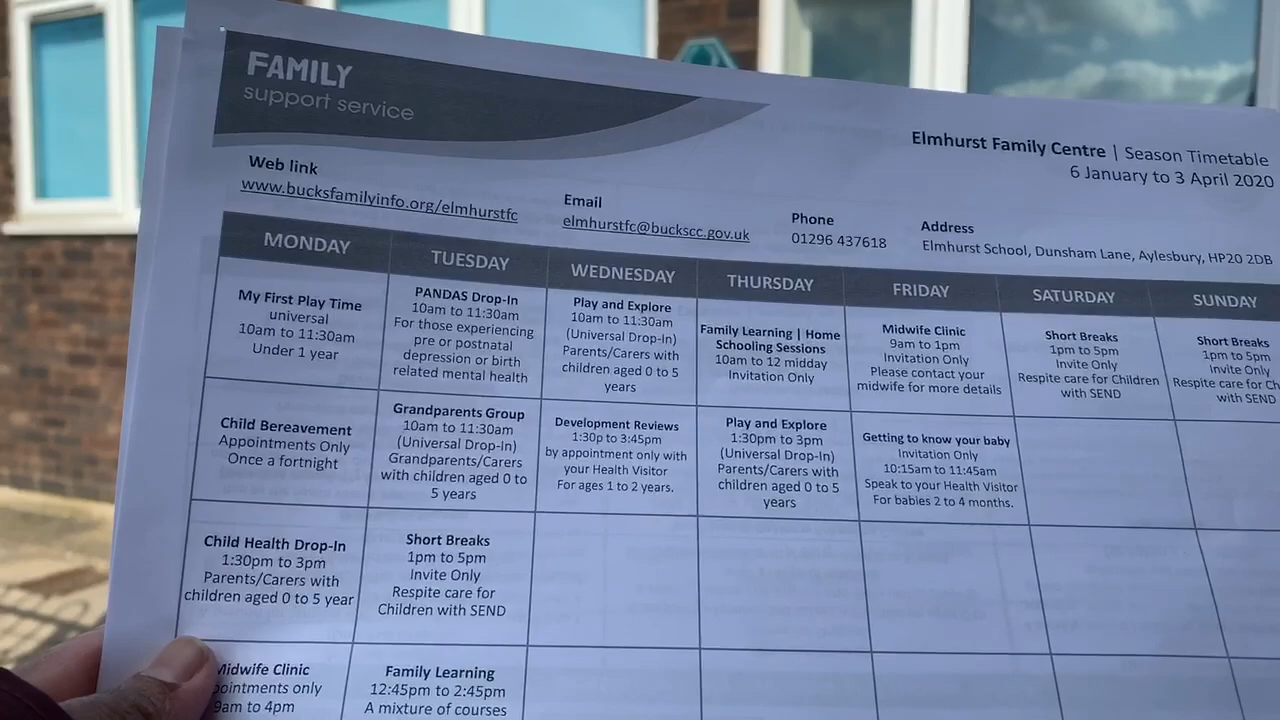 FAMILY
support service
Elmhurst Family Centre | Season Timetable
6 January to 3 April 2020
Web link
www.bucksfamilyinfo.org/elmhurstfc
Email
elmhurstfc@buckscc.gov.uk
Phone
01296 437618
Address
Elmhurst School, Dunsham Lane, Aylesbury, HP20 2DB
MONDAY
TUESDAY
WEDNESDAY
THURSDAY
FRIDAY
SATURDAY
SUNDAY
My First Play Time
universal
10am to 11:30am
Under 1 year
PANDAS Drop-In
10am to 11:30am
For those experiencing
pre or postnatal
depression or birth
related mental health
Play and Explore
10am to 11:30am
(Universal Drop-In)
Parents/Carers with
children aged 0 to 5
years
Family Learning | Home
Schooling Sessions
10am to 12 midday
Invitation Only
Midwife Clinic
9am to 1pm
Invitation Only
Please contact your
midwife for more details
Short Breaks
1pm to 5pm
Invite Only
Respite care for Children
with SEND
Short Breaks
1pm to 5pm
Invite Only
Respite care for Ch
with SEND
Child Bereavement
Appointments Only
Once a fortnight
Grandparents Group
10am to 11:30am
(Universal Drop-In)
Grandparents/Carers
with children aged 0 to
5 years
Development Reviews
1:30p to 3:45pm
by appointment only with
your Health Visitor
For ages 1 to 2 years.
Play and Explore
1:30pm to 3pm
(Universal Drop-In)
Parents/Carers with
children aged 0 to 5
years
Getting to know your baby
Invitation Only
10:15am to 11:45am
Speak to your Health Visitor
For babies 2 to 4 months.
Child Health Drop-In
1:30pm to 3pm
Parents/Carers with
children aged 0 to 5 year
Short Breaks
1pm to 5pm
Invite Only
Respite care for
Children with SEND
Midwife Clinic
ointments only
9am to 4pm
Family Learning
12:45pm to 2:45pm
A mixture of courses